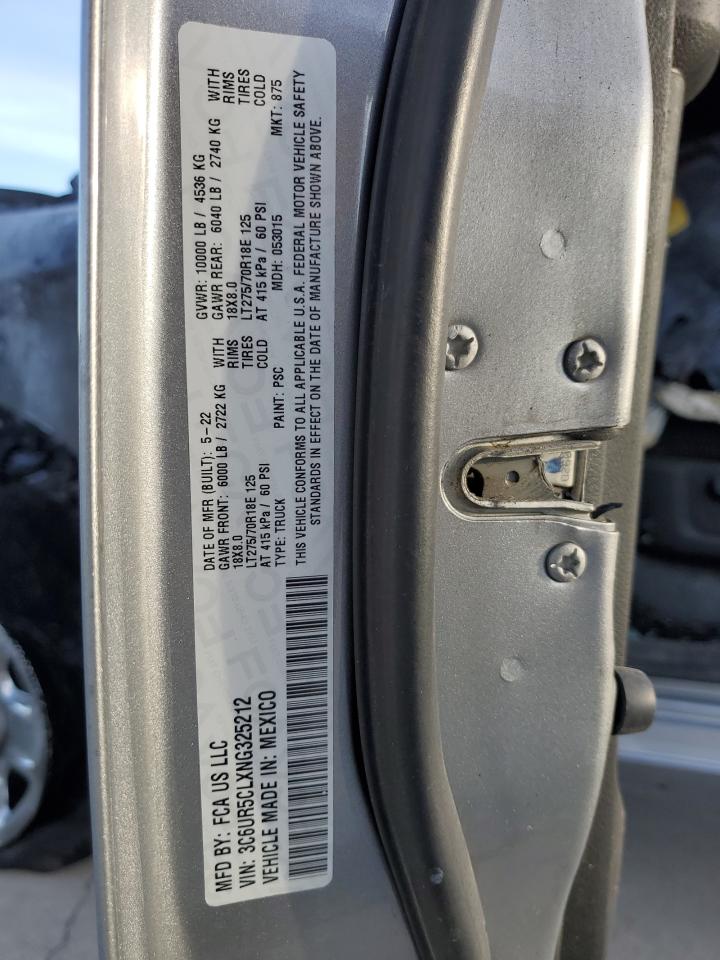 MFD BY: FCA US LLC
VIN: 3C6UR5CLXNG325212
VEHICLE MADE IN: MEXICO
DATE OF MFR (BUILT): 5-22 GVWR: 10000 LB / 4536 KG
GAWR FRONT: 6000 LB / 2722 KG WITH GAWR REAR: 6040 LB / 2740 KG WITH
18X8.0 RIMS 18X8.0 RIMS
LT275/70R18E 125 TIRES LT275/70R18E 125 TIRES
AT 415 kPa / 60 PSI COLD AT 415 kPa / 60 PSI COLD
TYPE: TRUCK PAINT: PSC MDH: 053015 MKT: 875
THIS VEHICLE CONFORMS TO ALL APPLICABLE U.S.A. FEDERAL MOTOR VEHICLE SAFETY
STANDARDS IN EFFECT ON THE DATE OF MANUFACTURE SHOWN ABOVE.